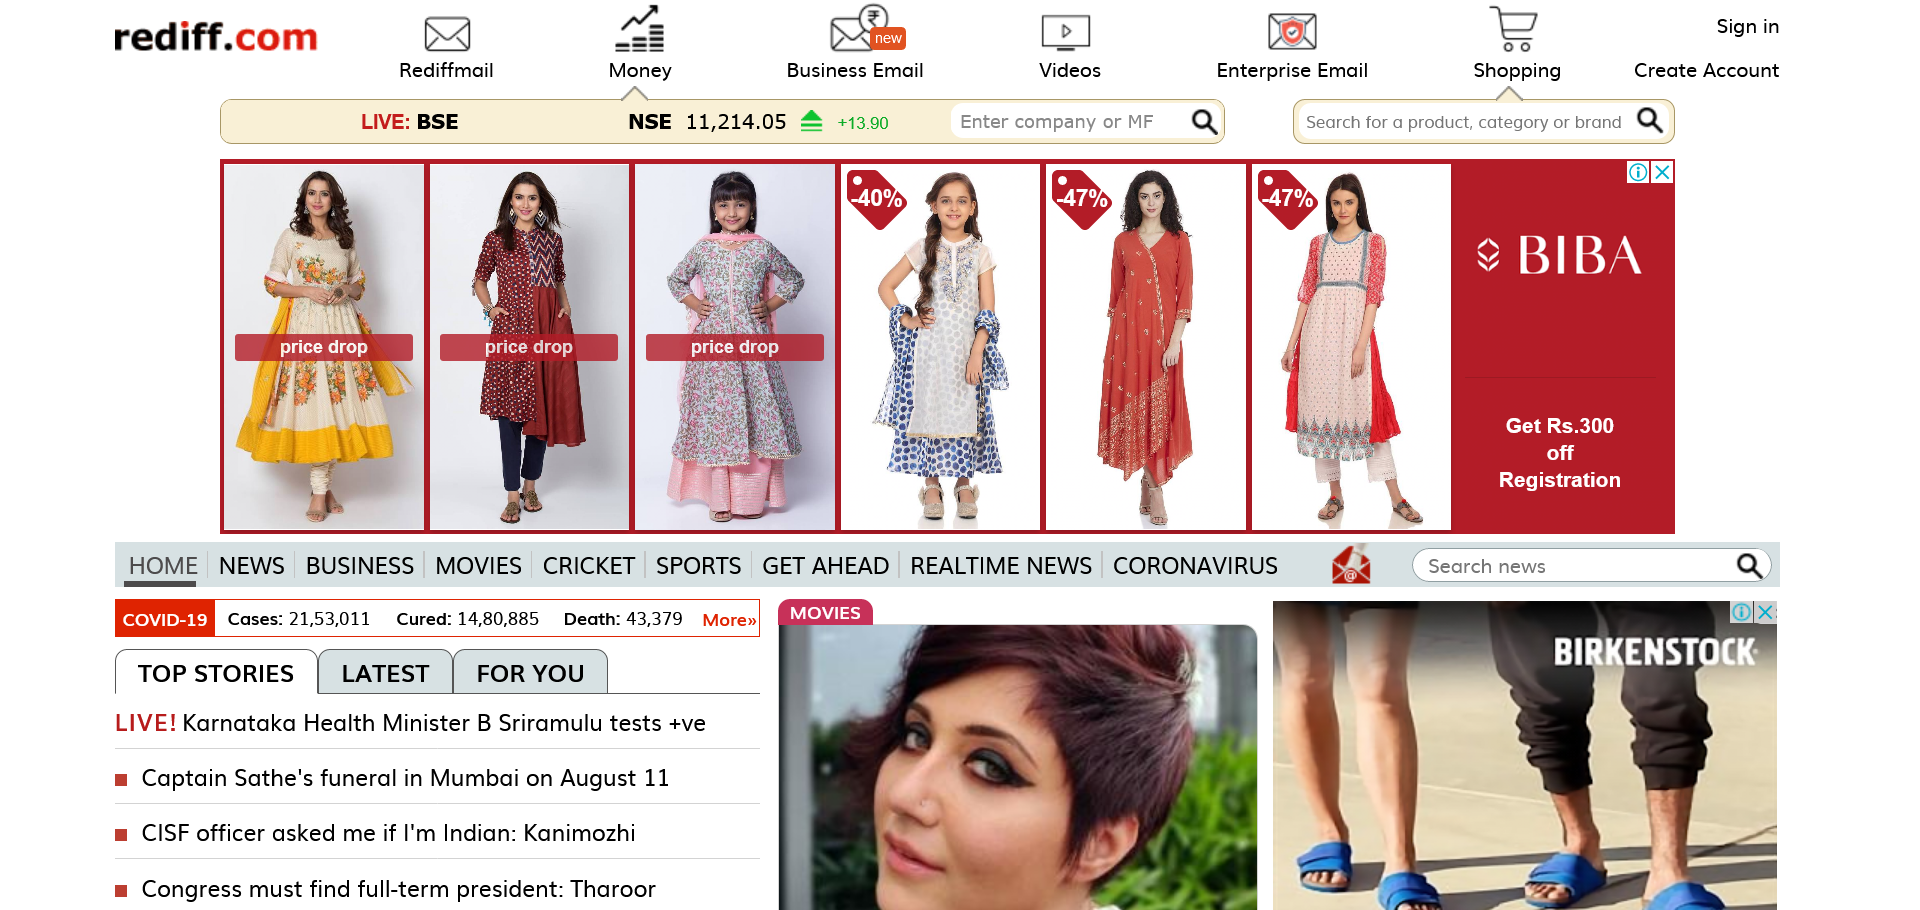 rediff.com
Rediffmail
Money
new
Business Email
Videos
Enterprise Email
Shopping
Sign in
Create Account
LIVE: BSE
NSE 11,214.05 +13.90
Enter company or MF
Search for a product, category or brand
price drop
price drop
price drop
-40%
-47%
-47%
BIBA
Get Rs.300
off
Registration
HOME NEWS BUSINESS MOVIES CRICKET SPORTS GET AHEAD REALTIME NEWS CORONAVIRUS
@
Search news
COVID-19 Cases: 21,53,011 Cured: 14,80,885 Death: 43,379 More»
TOP STORIES LATEST FOR YOU
LIVE! Karnataka Health Minister B Sriramulu tests +ve
Captain Sathe's funeral in Mumbai on August 11
CISF officer asked me if I'm Indian: Kanimozhi
Congress must find full-term president: Tharoor
MOVIES
BIRKENSTOCK